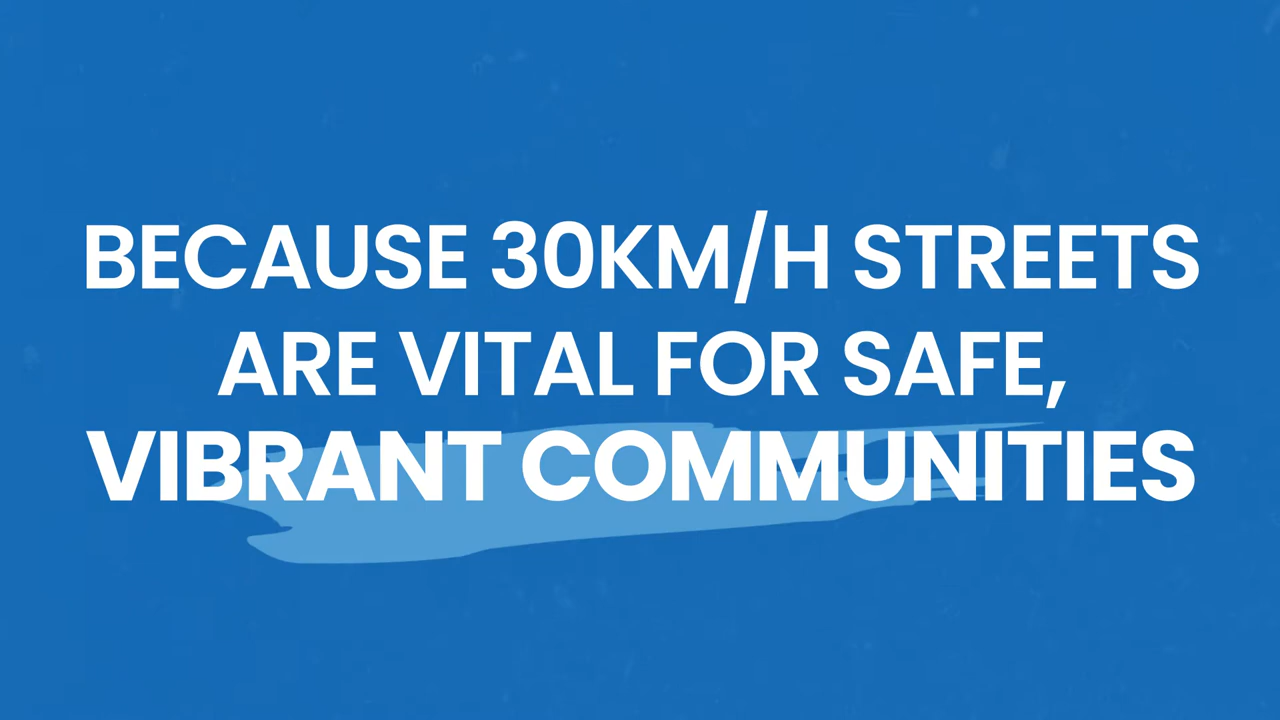 BECAUSE 30KM/H STREETS
ARE VITAL FOR SAFE,
VIBRANT COMMUNITIES